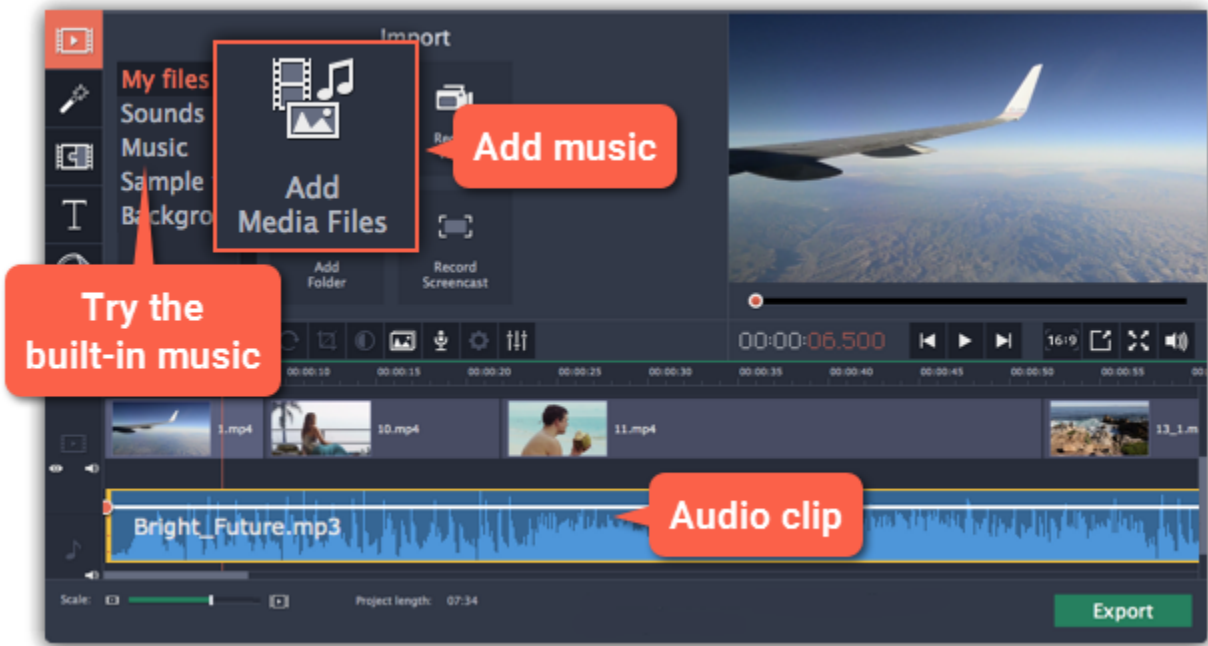 Import
My files
Sounds
Music
Sample
Backgro
Add
Media Files
Add music
Add
Folder
Record
Screencast
Try the
built-in music
00:00:06.500
16:9
00:00:10 00:00:15 00:00:20 00:00:25 00:00:30 00:00:35 00:00:40 00:00:45 00:00:50 00:00:55
1.mp4 10.mp4 11.mp4 13_1.m
Bright_Future.mp3
Audio clip
Scale: Project length: 07:34
Export